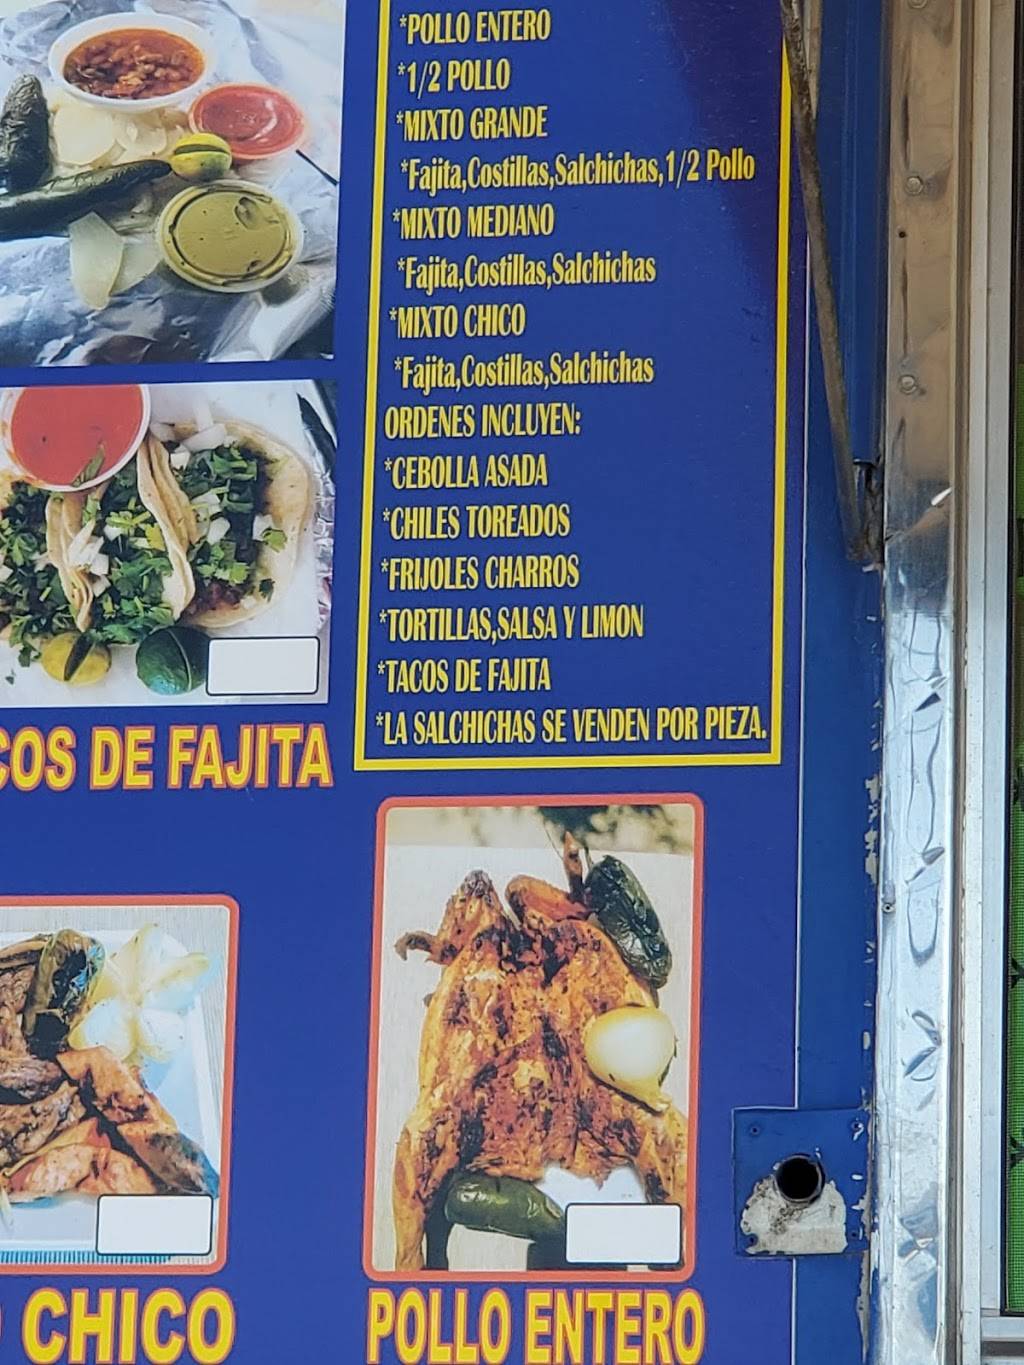 *POLLO ENTERO
*1/2 POLLO
*MIXTO GRANDE
*Fajita,Costillas,Salchichas,1/2 Pollo
*MIXTO MEDIANO
*Fajita,Costillas,Salchichas
*MIXTO CHICO
*Fajita,Costillas,Salchichas
ORDENES INCLUYEN:
*CEBOLLA ASADA
*CHILES TOREADOS
*FRIJOLES CHARROS
*TORTILLAS,SALSA Y LIMON
*TACOS DE FAJITA
*LA SALCHICHAS SE VENDEN POR PIEZA.
COS DE FAJITA
CHICO
POLLO ENTERO